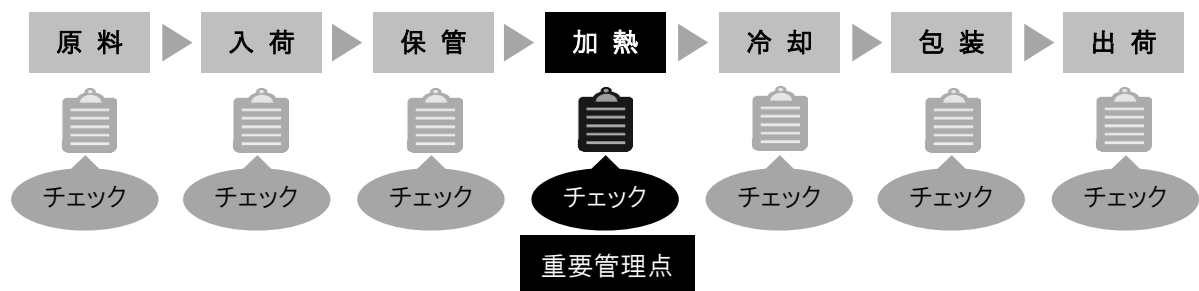 原料 入荷 保管 加熱 冷却 包装 出荷
チェック チェック チェック チェック チェック チェック チェック
重要管理点